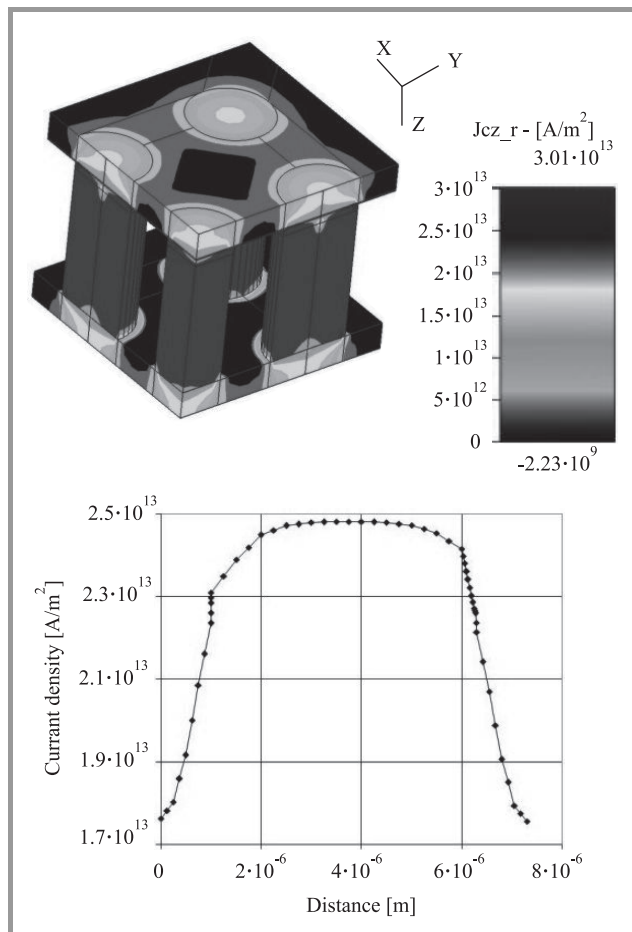 X
Y
Z
Jcz_r - [A/m²]
3.01·10¹³
3·10¹³
2.5·10¹³
2·10¹³
1.5·10¹³
1·10¹³
5·10¹²
0
-2.23·10⁹
Currant density [A/m²]
2.5·10¹³
2.3·10¹³
2.1·10¹³
1.9·10¹³
1.7·10¹³
0 2·10⁻⁶ 4·10⁻⁶ 6·10⁻⁶ 8·10⁻⁶
Distance [m]